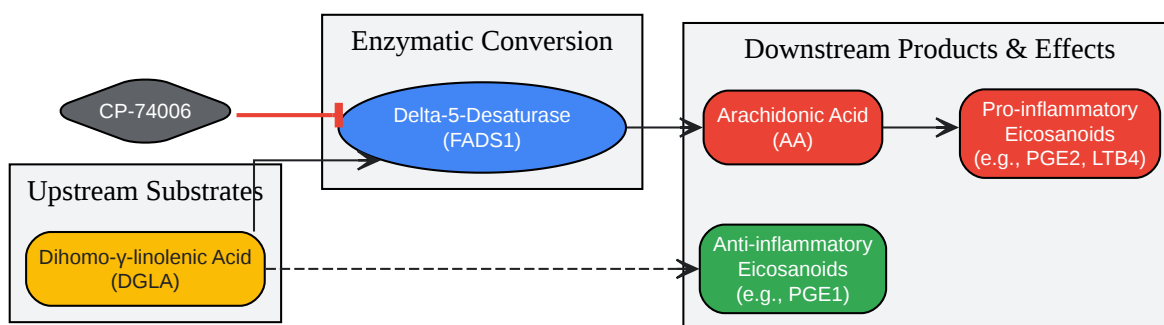 Enzymatic Conversion
Downstream Products & Effects
CP-74006
Delta-5-Desaturase
(FADS1)
Arachidonic Acid
(AA)
Pro-inflammatory
Eicosanoids
(e.g., PGE2, LTB4)
Upstream Substrates
Dihomo-γ-linolenic Acid
(DGLA)
Anti-inflammatory
Eicosanoids
(e.g., PGE1)